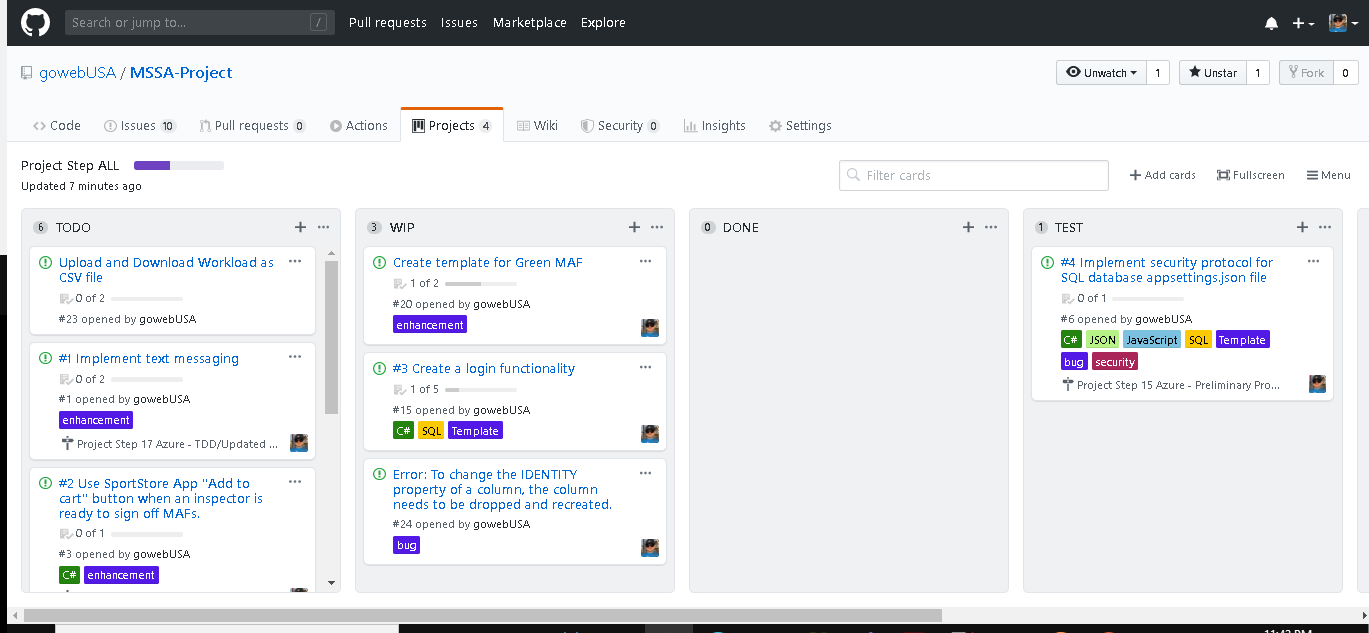 Search or jump to...
/
Pull requests
Issues
Marketplace
Explore
gowebUSA / MSSA-Project
Unwatch
1
Unstar
1
Fork
0
Code
Issues 10
Pull requests 0
Actions
Projects 4
Wiki
Security 0
Insights
Settings
Project Step ALL
Updated 7 minutes ago
Filter cards
Add cards
Fullscreen
Menu
6 TODO
Upload and Download Workload as
CSV file
0 of 2
#23 opened by gowebUSA
#1 Implement text messaging
0 of 2
#1 opened by gowebUSA
enhancement
Project Step 17 Azure - TDD/Updated ...
#2 Use SportStore App "Add to
cart" button when an inspector is
ready to sign off MAFs.
0 of 1
#3 opened by gowebUSA
C# enhancement
3 WIP
Create template for Green MAF
1 of 2
#20 opened by gowebUSA
enhancement
#3 Create a login functionality
1 of 5
#15 opened by gowebUSA
C# SQL Template
Error: To change the IDENTITY
property of a column, the column
needs to be dropped and recreated.
#24 opened by gowebUSA
bug
0 DONE
1 TEST
#4 Implement security protocol for
SQL database appsettings.json file
0 of 1
#6 opened by gowebUSA
C# JSON JavaScript SQL Template
bug security
Project Step 15 Azure - Preliminary Pro...